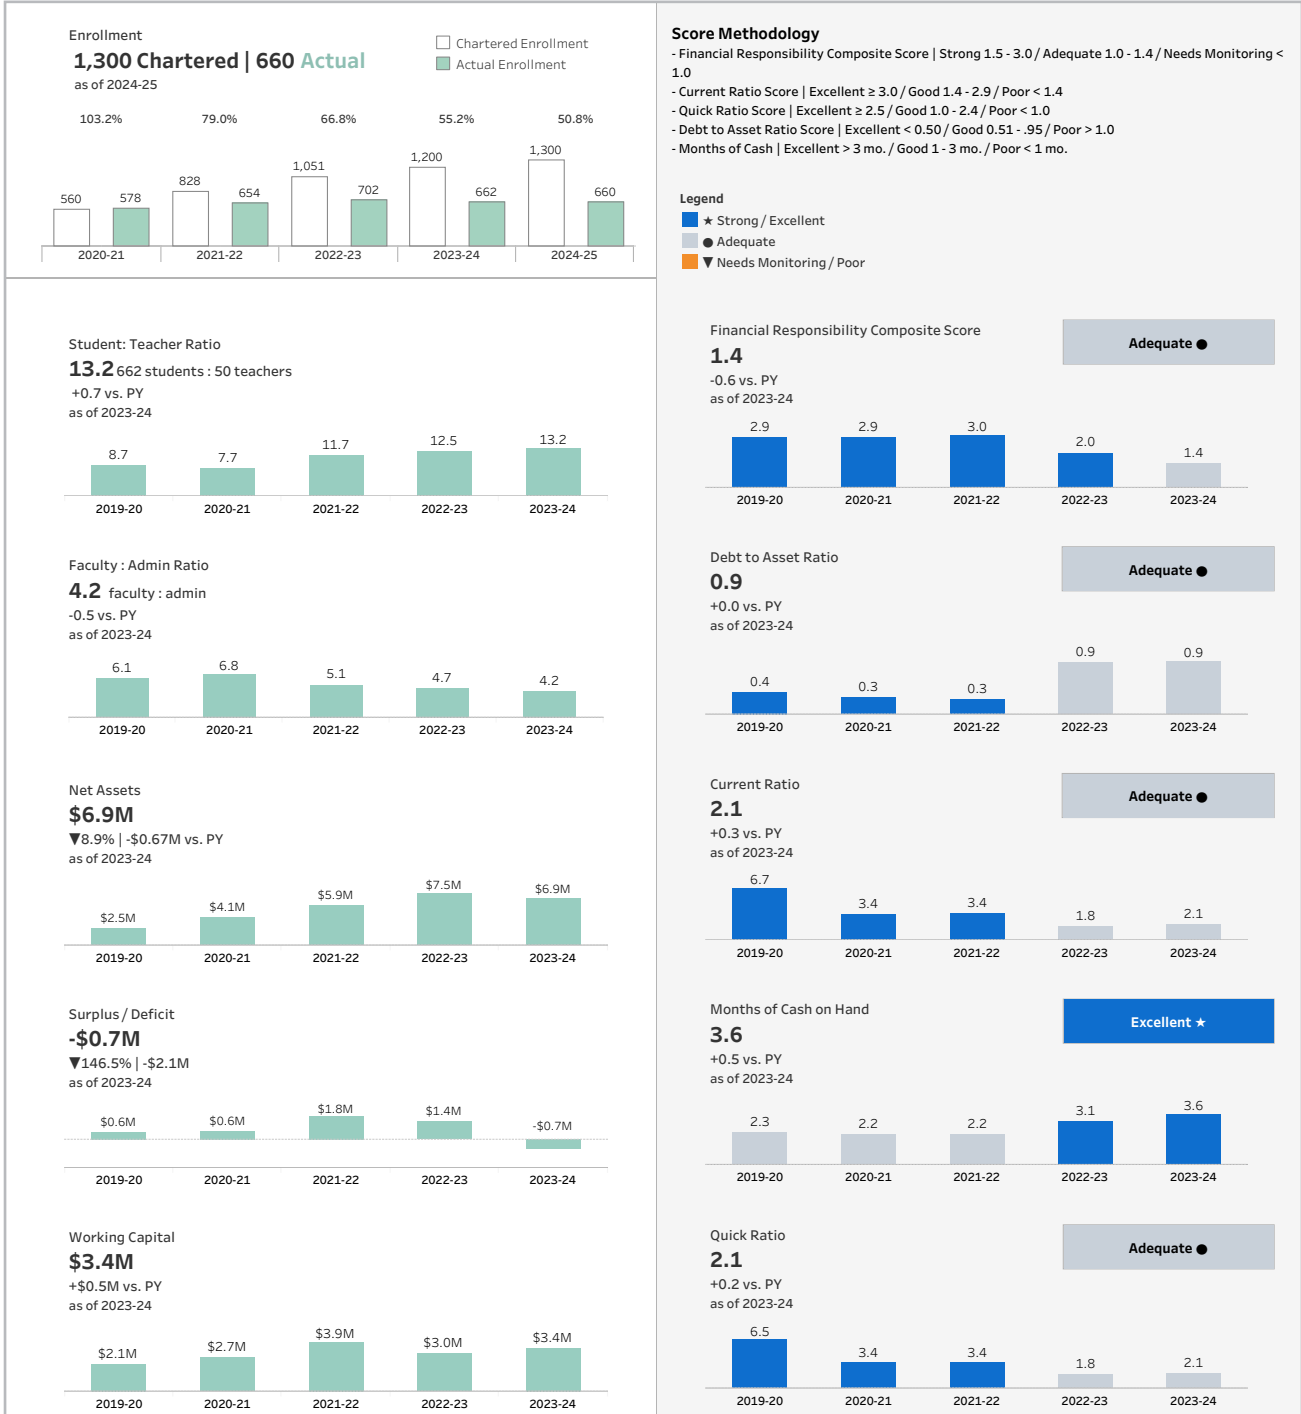 Enrollment
1,300 Chartered | 660 Actual
as of 2024-25
Chartered Enrollment
Actual Enrollment
103.2% 79.0% 66.8% 55.2% 50.8%
560 578 828 654 1,051 702 1,200 662 1,300 660
2020-21 2021-22 2022-23 2023-24 2024-25
Student: Teacher Ratio
13.2 662 students : 50 teachers
+0.7 vs. PY
as of 2023-24
8.7 7.7 11.7 12.5 13.2
2019-20 2020-21 2021-22 2022-23 2023-24
Faculty : Admin Ratio
4.2 faculty : admin
-0.5 vs. PY
as of 2023-24
6.1 6.8 5.1 4.7 4.2
2019-20 2020-21 2021-22 2022-23 2023-24
Net Assets
$6.9M
▼8.9% | -$0.67M vs. PY
as of 2023-24
$2.5M $4.1M $5.9M $7.5M $6.9M
2019-20 2020-21 2021-22 2022-23 2023-24
Surplus / Deficit
-$0.7M
▼146.5% | -$2.1M
as of 2023-24
$0.6M $0.6M $1.8M $1.4M -$0.7M
2019-20 2020-21 2021-22 2022-23 2023-24
Working Capital
$3.4M
+$0.5M vs. PY
as of 2023-24
$2.1M $2.7M $3.9M $3.0M $3.4M
2019-20 2020-21 2021-22 2022-23 2023-24
Score Methodology
- Financial Responsibility Composite Score | Strong 1.5 - 3.0 / Adequate 1.0 - 1.4 / Needs Monitoring <
1.0
- Current Ratio Score | Excellent ≥ 3.0 / Good 1.4 - 2.9 / Poor < 1.4
- Quick Ratio Score | Excellent ≥ 2.5 / Good 1.0 - 2.4 / Poor < 1.0
- Debt to Asset Ratio Score | Excellent < 0.50 / Good 0.51 - .95 / Poor > 1.0
- Months of Cash | Excellent > 3 mo. / Good 1 - 3 mo. / Poor < 1 mo.
Legend
★ Strong / Excellent
● Adequate
▼ Needs Monitoring / Poor
Financial Responsibility Composite Score
Adequate ●
1.4
-0.6 vs. PY
as of 2023-24
2.9 2.9 3.0 2.0 1.4
2019-20 2020-21 2021-22 2022-23 2023-24
Debt to Asset Ratio
Adequate ●
0.9
+0.0 vs. PY
as of 2023-24
0.4 0.3 0.3 0.9 0.9
2019-20 2020-21 2021-22 2022-23 2023-24
Current Ratio
Adequate ●
2.1
+0.3 vs. PY
as of 2023-24
6.7 3.4 3.4 1.8 2.1
2019-20 2020-21 2021-22 2022-23 2023-24
Months of Cash on Hand
Excellent ★
3.6
+0.5 vs. PY
as of 2023-24
2.3 2.2 2.2 3.1 3.6
2019-20 2020-21 2021-22 2022-23 2023-24
Quick Ratio
Adequate ●
2.1
+0.2 vs. PY
as of 2023-24
6.5 3.4 3.4 1.8 2.1
2019-20 2020-21 2021-22 2022-23 2023-24